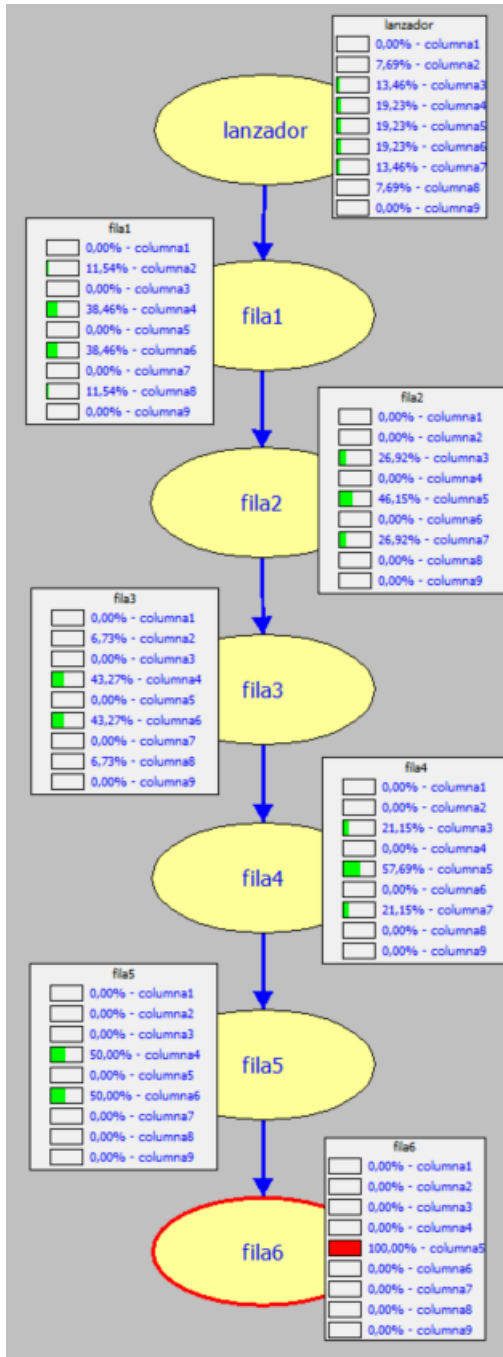 lanzador
0,00% - columna1
7,69% - columna2
13,46% - columna3
19,23% - columna4
19,23% - columna5
19,23% - columna6
13,46% - columna7
7,69% - columna8
0,00% - columna9
lanzador
fila1
0,00% - columna1
11,54% - columna2
0,00% - columna3
38,46% - columna4
0,00% - columna5
38,46% - columna6
0,00% - columna7
11,54% - columna8
0,00% - columna9
fila1
fila2
0,00% - columna1
0,00% - columna2
26,92% - columna3
0,00% - columna4
46,15% - columna5
0,00% - columna6
26,92% - columna7
0,00% - columna8
0,00% - columna9
fila2
fila3
0,00% - columna1
6,73% - columna2
0,00% - columna3
43,27% - columna4
0,00% - columna5
43,27% - columna6
0,00% - columna7
6,73% - columna8
0,00% - columna9
fila3
fila4
0,00% - columna1
0,00% - columna2
21,15% - columna3
0,00% - columna4
57,69% - columna5
0,00% - columna6
21,15% - columna7
0,00% - columna8
0,00% - columna9
fila4
fila5
0,00% - columna1
0,00% - columna2
0,00% - columna3
50,00% - columna4
0,00% - columna5
50,00% - columna6
0,00% - columna7
0,00% - columna8
0,00% - columna9
fila5
fila6
0,00% - columna1
0,00% - columna2
0,00% - columna3
0,00% - columna4
100,00% - columna5
0,00% - columna6
0,00% - columna7
0,00% - columna8
0,00% - columna9
fila6